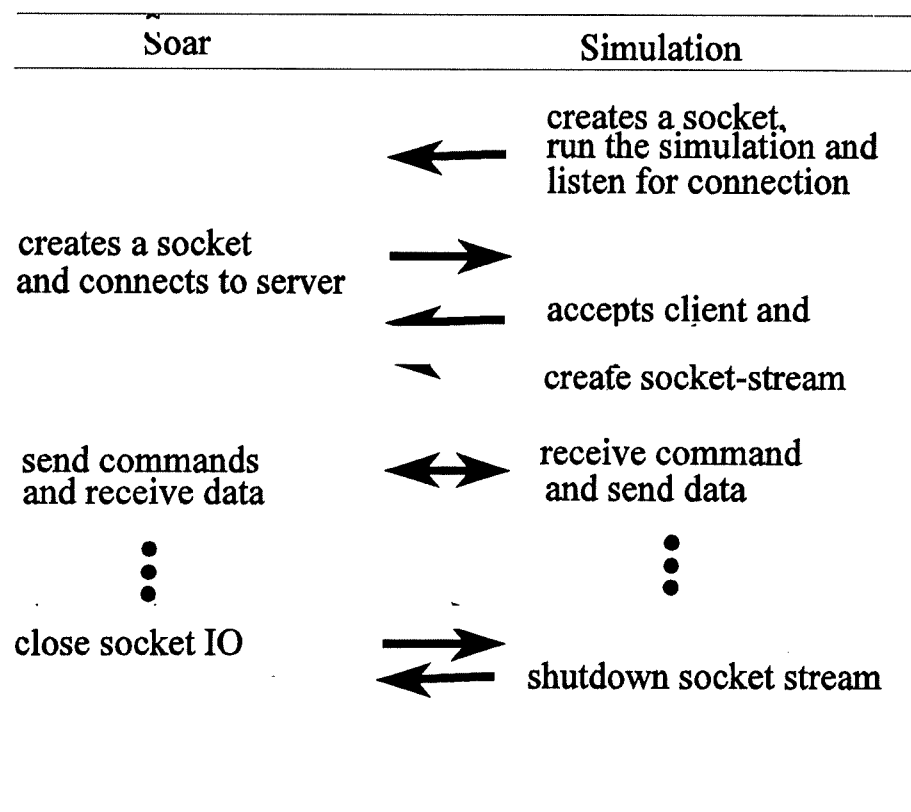 Soar
Simulation
creates a socket,
run the simulation and
listen for connection
creates a socket
and connects to server
accepts client and
create socket-stream
send commands
and receive data
receive command
and send data
close socket IO
shutdown socket stream